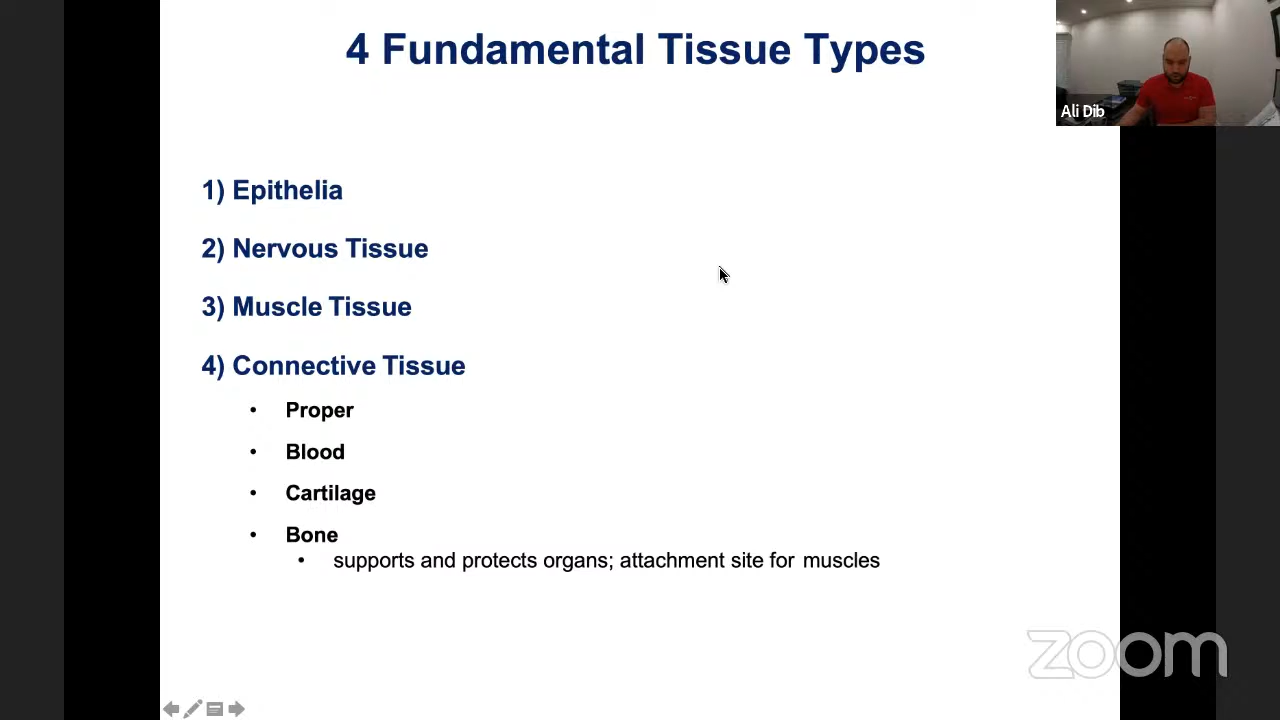 4 Fundamental Tissue Types
Ali Dib
1) Epithelia
2) Nervous Tissue
3) Muscle Tissue
4) Connective Tissue
• Proper
• Blood
• Cartilage
• Bone
• supports and protects organs; attachment site for muscles
zoom